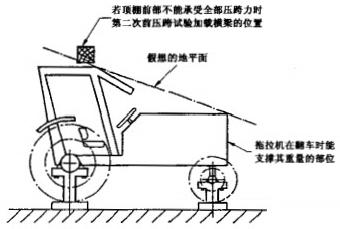 若顶棚前部不能承受全部压跨力时
第二次前压跨试验加载横梁的位置
假想的地平面
拖拉机在翻车时能
支撑其重量的部位